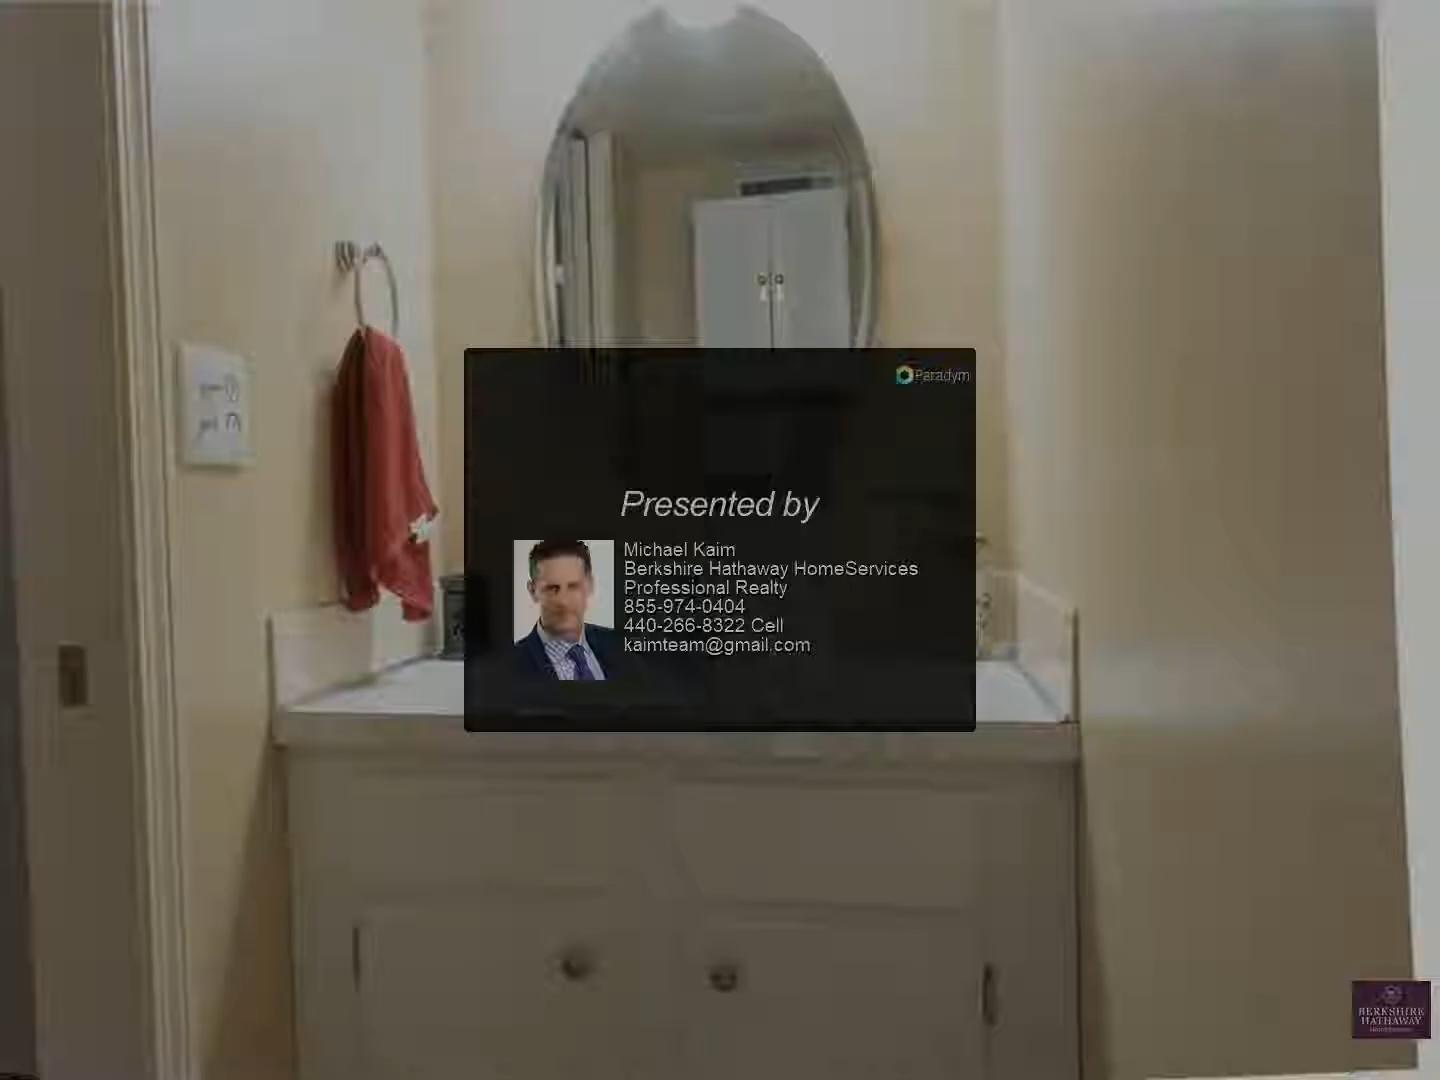 Paradym
Presented by
Michael Kaim
Berkshire Hathaway HomeServices
Professional Realty
855-974-0404
440-266-8322 Cell
kaimteam@gmail.com
BERKSHIRE
HATHAWAY